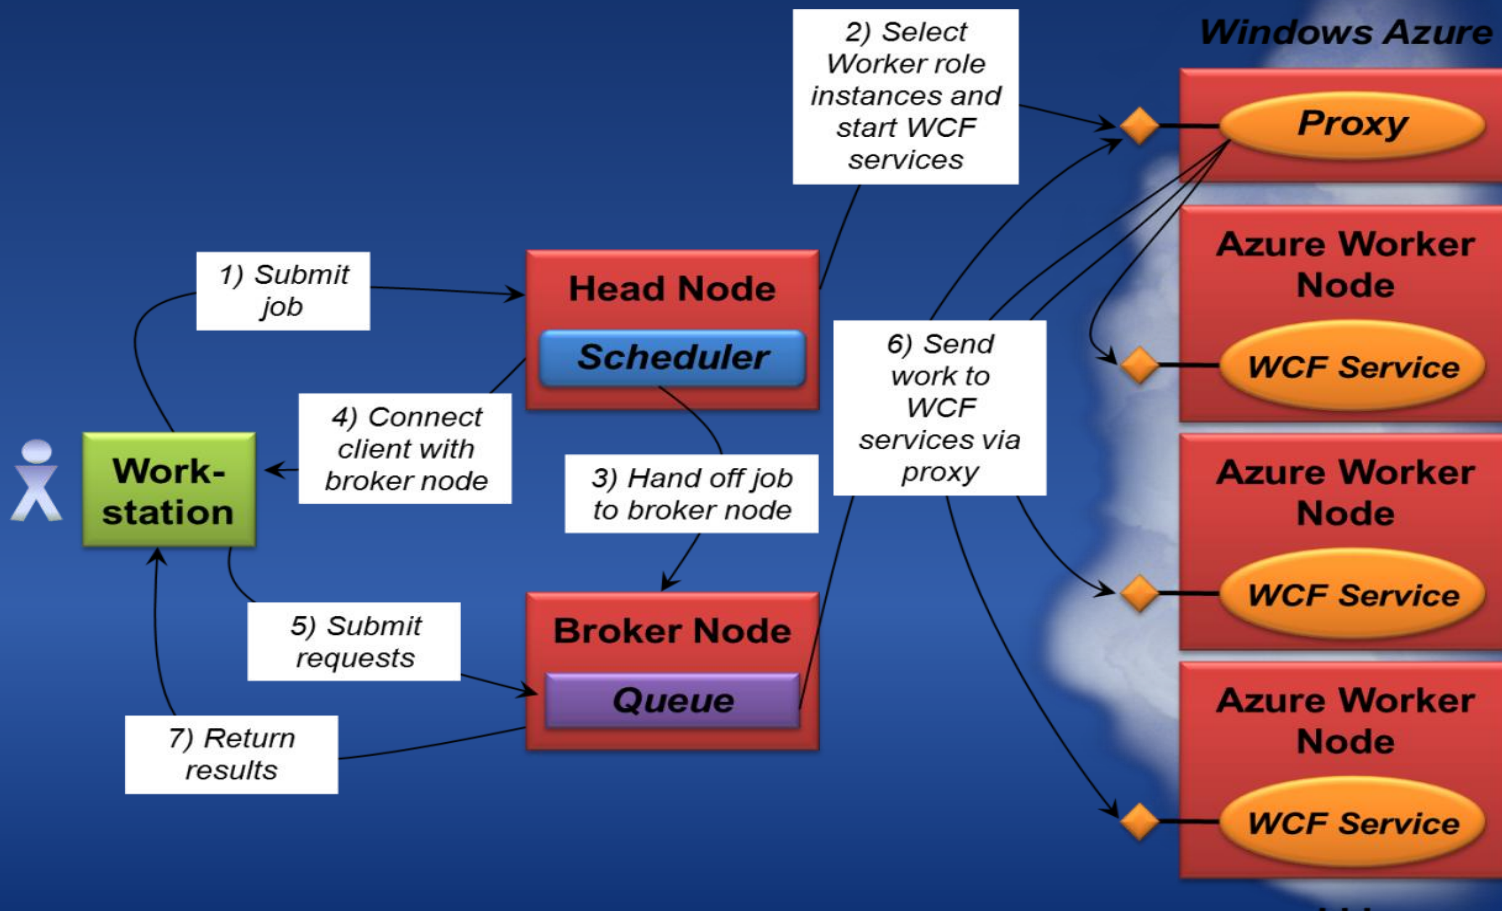 Windows Azure
2) Select
Worker role
instances and
start WCF
services
Proxy
1) Submit
job
Head Node
Scheduler
Azure Worker
Node
WCF Service
6) Send
work to
WCF
services via
proxy
4) Connect
client with
broker node
Work-
station
3) Hand off job
to broker node
Azure Worker
Node
WCF Service
5) Submit
requests
Broker Node
Queue
7) Return
results
Azure Worker
Node
WCF Service